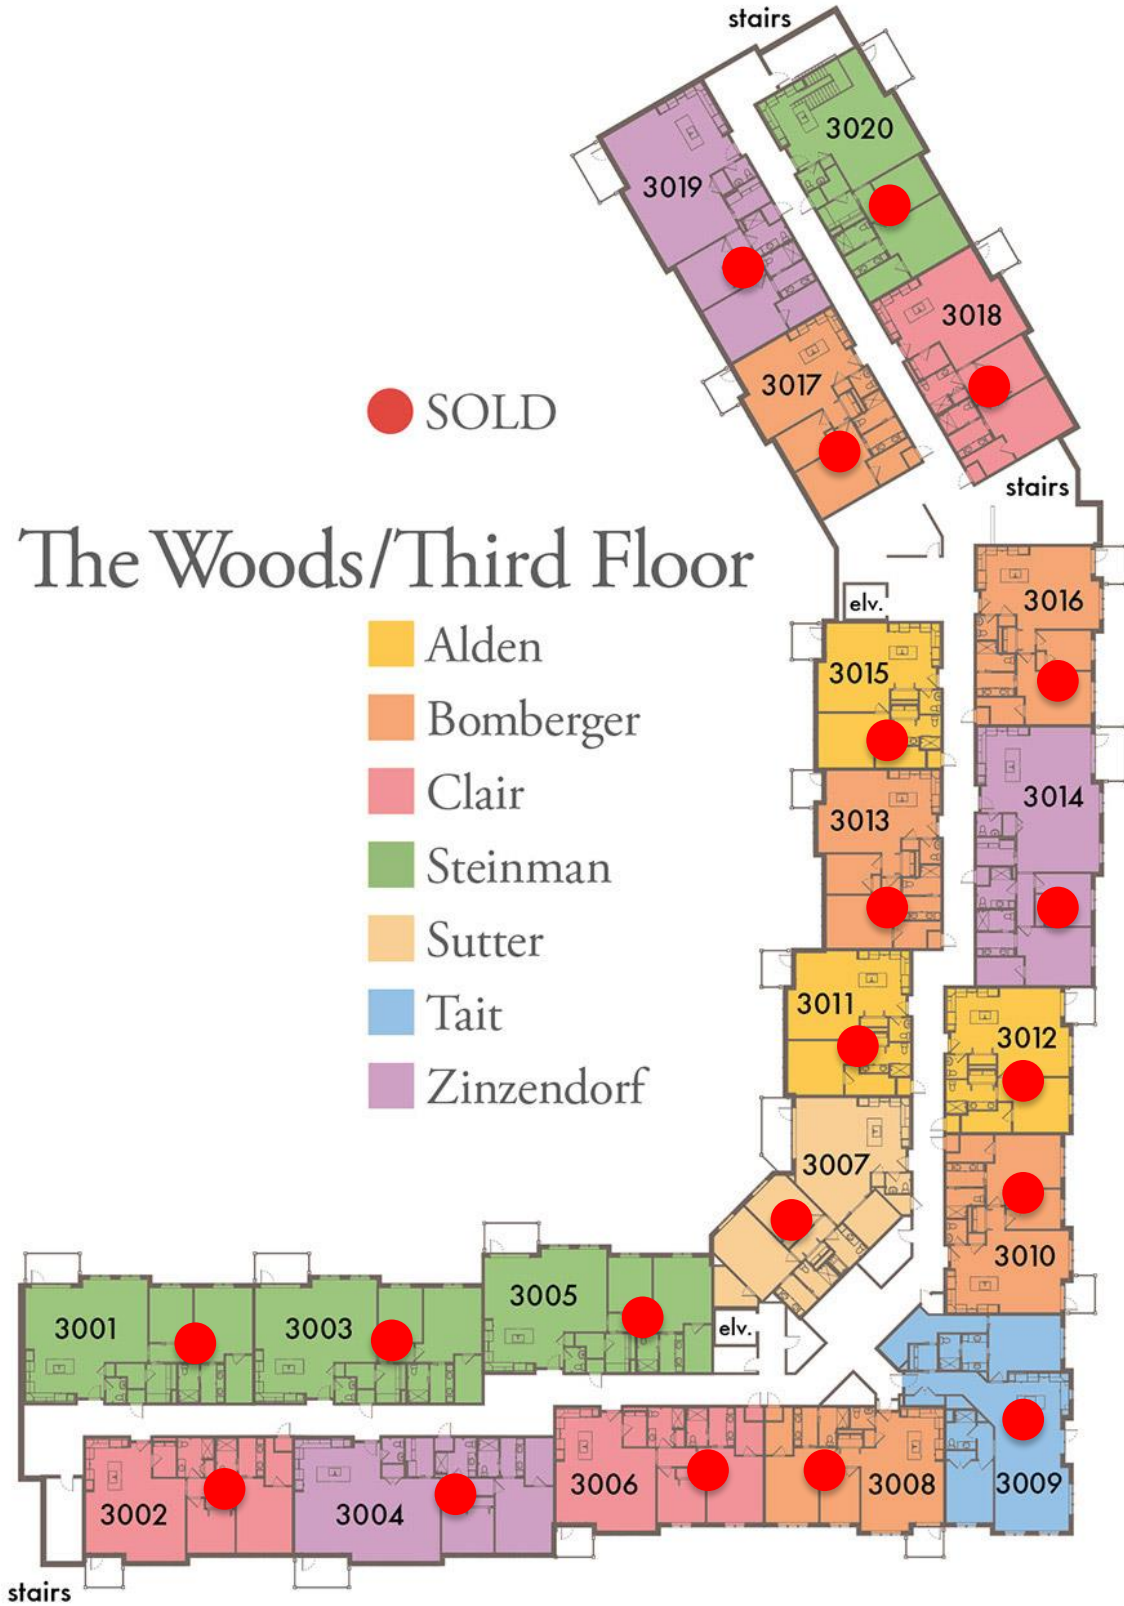 stairs
3020
3019
3018
3017
SOLD
stairs
The Woods/Third Floor
elv.
3016
Alden
3015
Bomberger
Clair
3014
3013
Steinman
Sutter
3011
Tait
3012
Zinzendorf
3007
3010
3005
3001
3003
elv.
3006
3008
3009
3002
3004
stairs